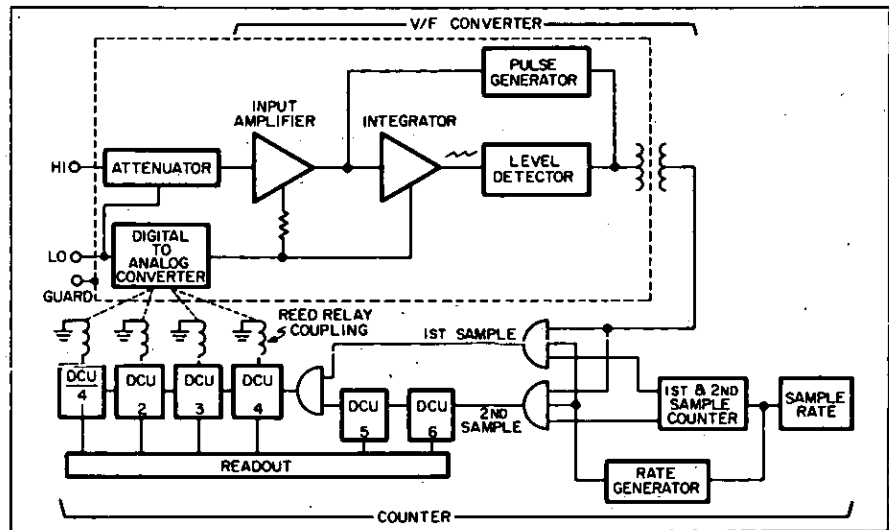 V/F CONVERTER
PULSE
GENERATOR
INPUT
AMPLIFIER
INTEGRATOR
HI
ATTENUATOR
LEVEL
DETECTOR
LO
DIGITAL
TO
ANALOG
CONVERTER
GUARD
REED RELAY
COUPLING
1ST SAMPLE
DCU
4
DCU
2
DCU
3
DCU
4
DCU
5
DCU
6
2ND
SAMPLE
1ST & 2ND
SAMPLE
COUNTER
SAMPLE
RATE
READOUT
RATE
GENERATOR
COUNTER